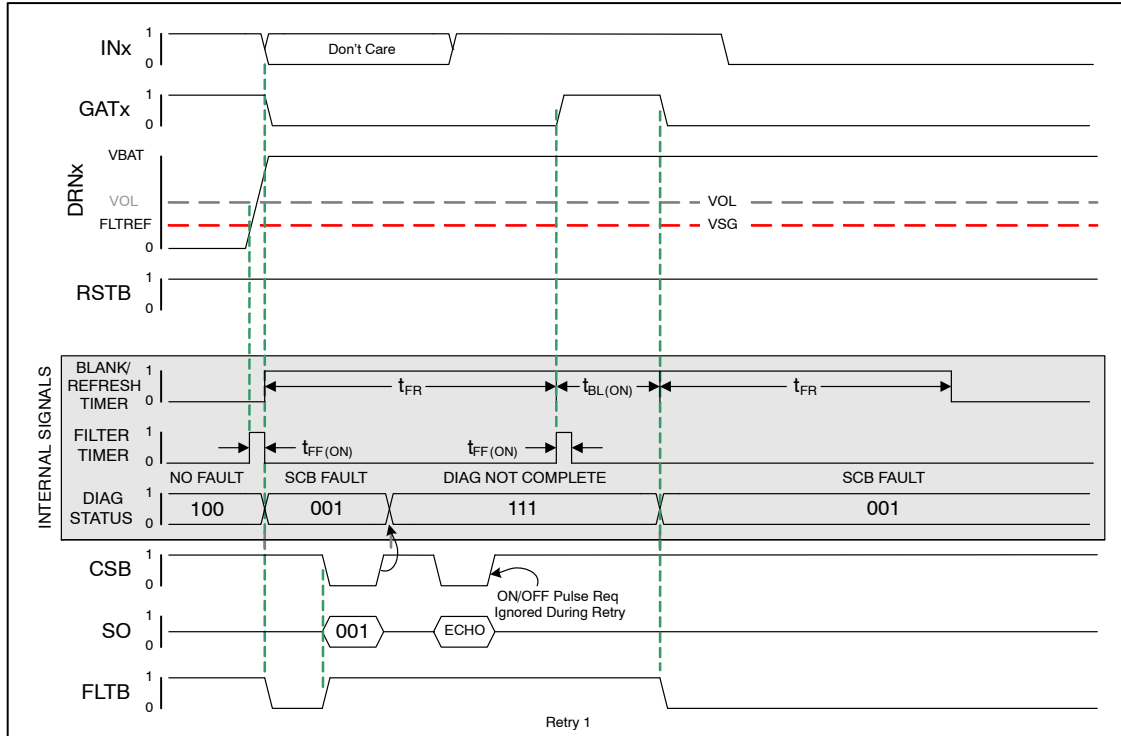 INx
1
0
Don't Care
GATx
1
0
DRNx
VBAT
VOL
FLTREF
VOL
VSG
RSTB
1
0
INTERNAL SIGNALS
BLANK/
REFRESH
TIMER
1
0
tFR
tBL(ON)
tFR
FILTER
TIMER
1
0
tFF(ON)
tFF(ON)
NO FAULT
SCB FAULT
DIAG NOT COMPLETE
SCB FAULT
DIAG
STATUS
1
0
100
001
111
001
CSB
1
0
ON/OFF Pulse Req
Ignored During Retry
SO
1
0
001
ECHO
FLTB
1
0
Retry 1